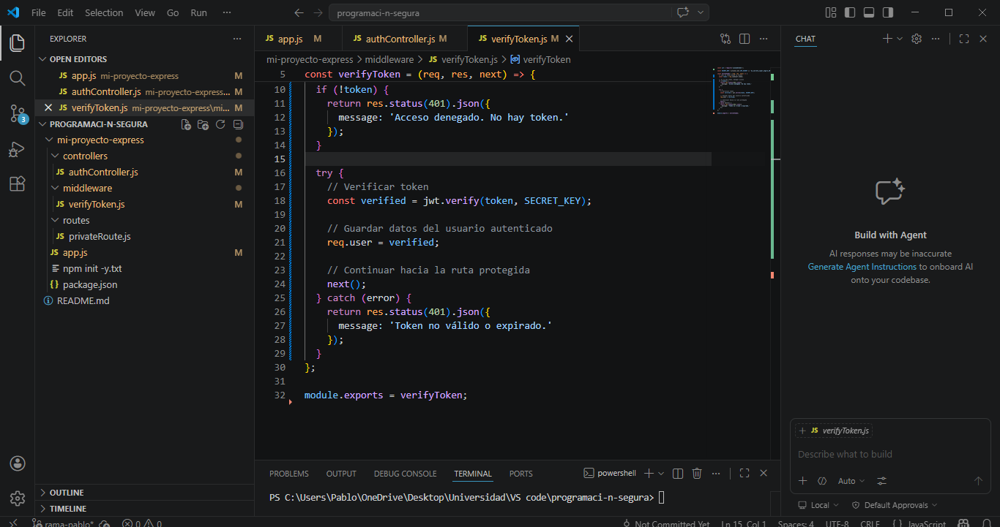 File Edit Selection View Go Run ··· programaci-n-segura
EXPLORER ···
OPEN EDITORS
JS app.js mi-proyecto-express M
JS authController.js mi-proyecto-express... M
JS verifyToken.js mi-proyecto-express\mi... M
PROGRAMACI-N-SEGURA
mi-proyecto-express
controllers
JS authController.js M
middleware
JS verifyToken.js M
routes
JS privateRoute.js
JS app.js M
npm init -y.txt
{} package.json
README.md
OUTLINE
TIMELINE
3
JS app.js M JS authController.js M JS verifyToken.js M
mi-proyecto-express > middleware > JS verifyToken.js > verifyToken
5 const verifyToken = (req, res, next) => {
10 if (!token) {
11 return res.status(401).json({
12 message: 'Acceso denegado. No hay token.'
13 });
14 }
15
16 try {
17 // Verificar token
18 const verified = jwt.verify(token, SECRET_KEY);
19
20 // Guardar datos del usuario autenticado
21 req.user = verified;
22
23 // Continuar hacia la ruta protegida
24 next();
25 } catch (error) {
26 return res.status(401).json({
27 message: 'Token no válido o expirado.'
28 });
29 }
30 };
31
32 module.exports = verifyToken;
PROBLEMS OUTPUT DEBUG CONSOLE TERMINAL PORTS powershell
PS C:\Users\Pablo\OneDrive\Desktop\Universidad\VS code\programaci-n-segura>
CHAT
Build with Agent
AI responses may be inaccurate
Generate Agent Instructions to onboard AI
onto your codebase.
JS verifyToken.js
Describe what to build
Auto
Local Default Approvals
rama-pablo* 0 0 Not Committed Yet Ln 15, Col 1 Spaces: 4 UTF-8 CRLF {} JavaScript